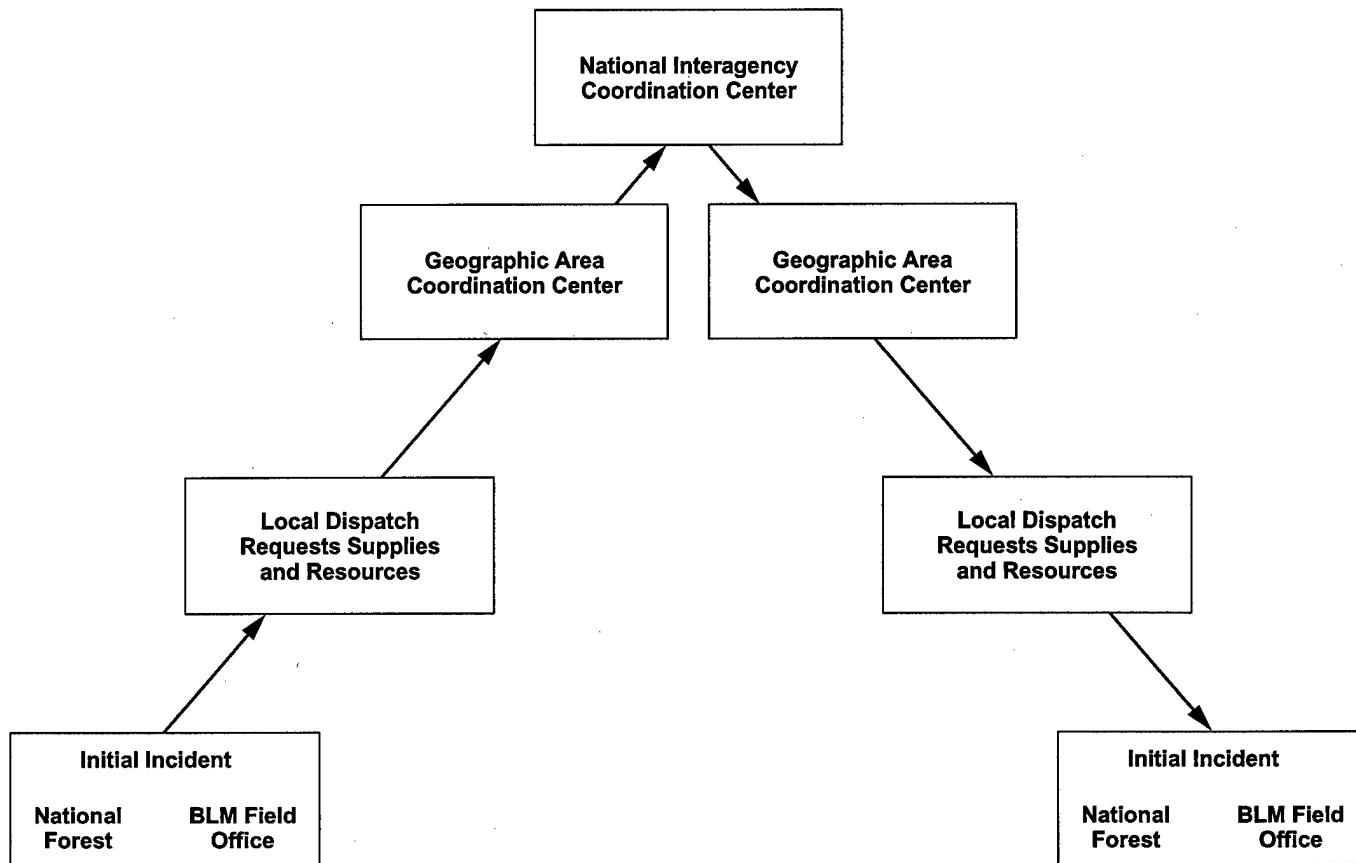 National Interagency
Coordination Center
Geographic Area
Coordination Center
Geographic Area
Coordination Center
Local Dispatch
Requests Supplies
and Resources
Local Dispatch
Requests Supplies
and Resources
Initial Incident
National
Forest
BLM Field
Office
Initial Incident
National
Forest
BLM Field
Office